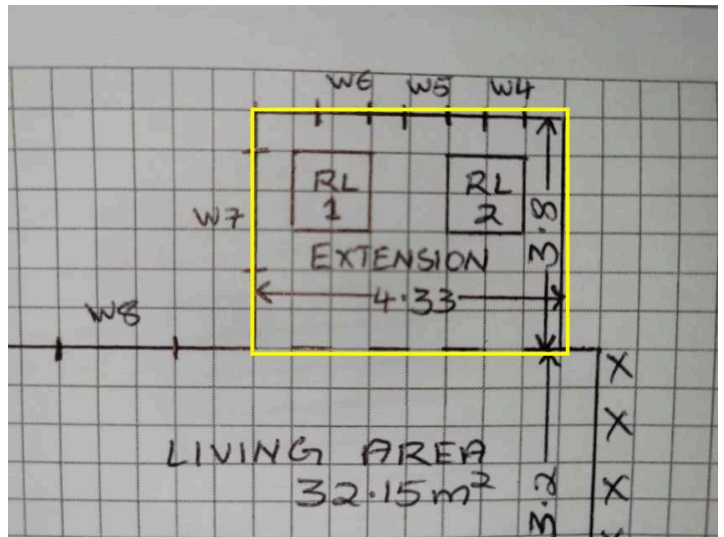 W6 W5 W4
RL
1
RL
2
3.8
W7
EXTENSION
4.33
W8
LIVING AREA
32.15m²
3.2
X
X
X
X